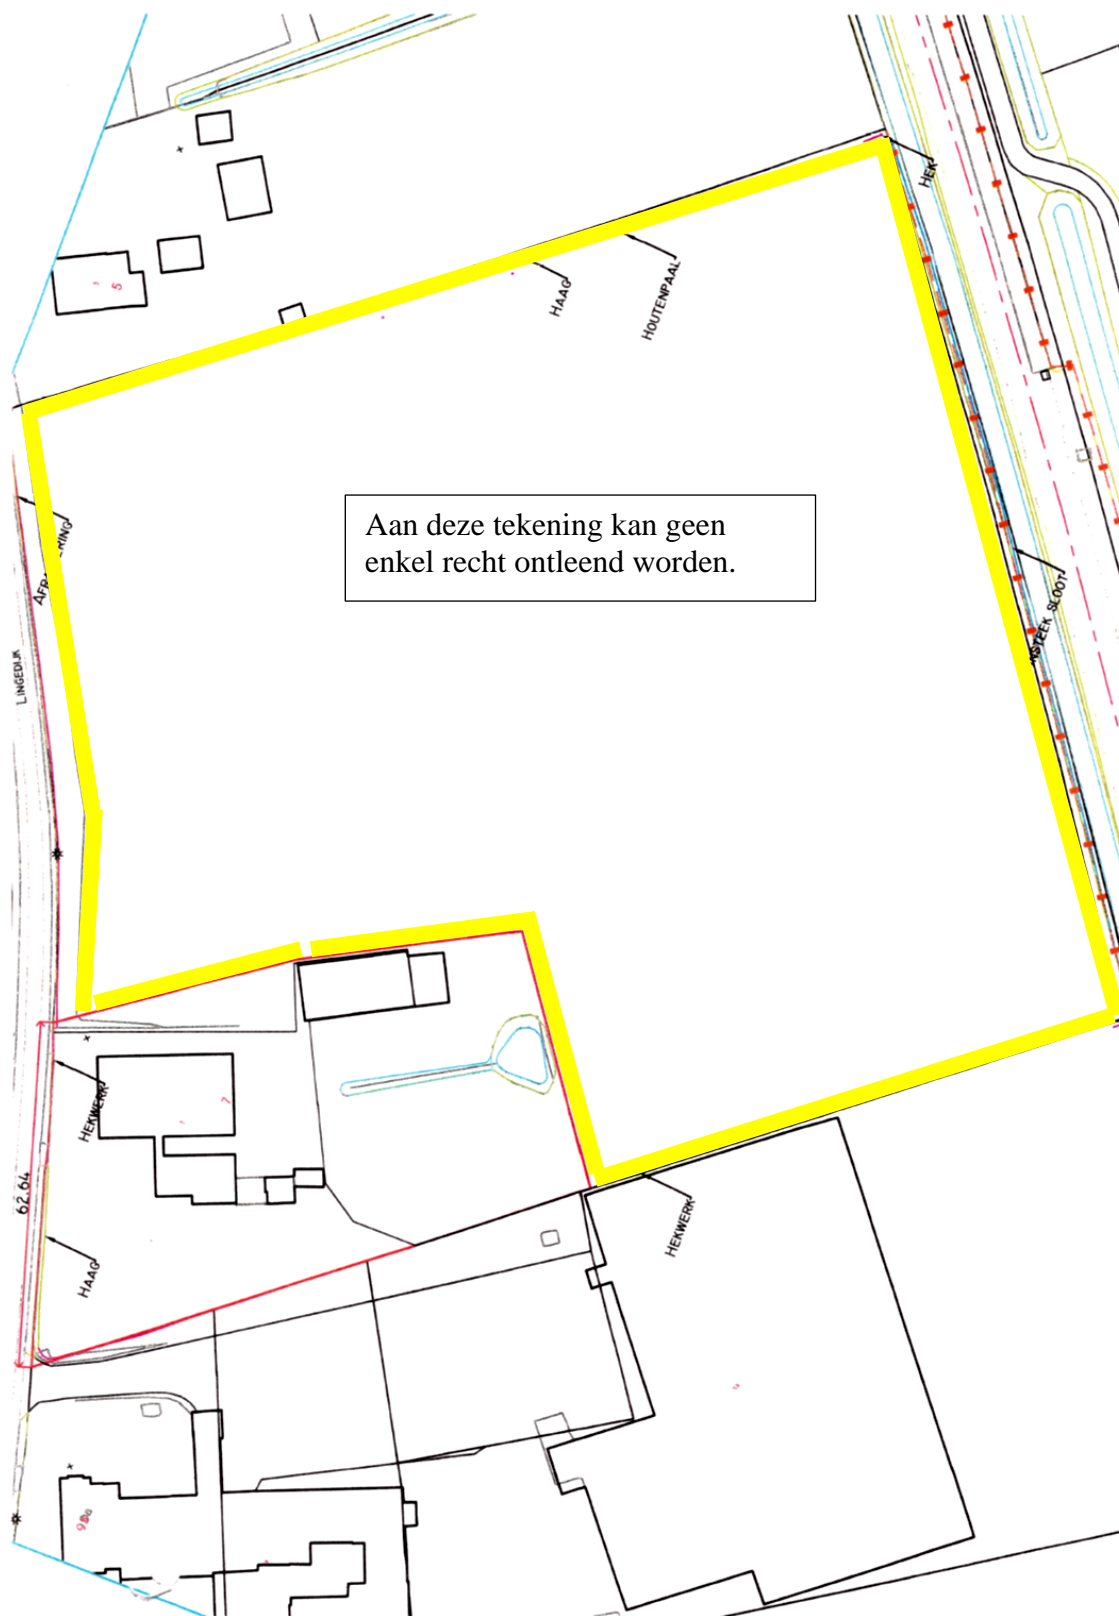 HEK
5
HAAG
HOUTENPAAL
Aan deze tekening kan geen
enkel recht ontleend worden.
LINGEDIJK
INSTEEK SLOOT
HEKWERK
7
62.64
HAAG
HEKWERK